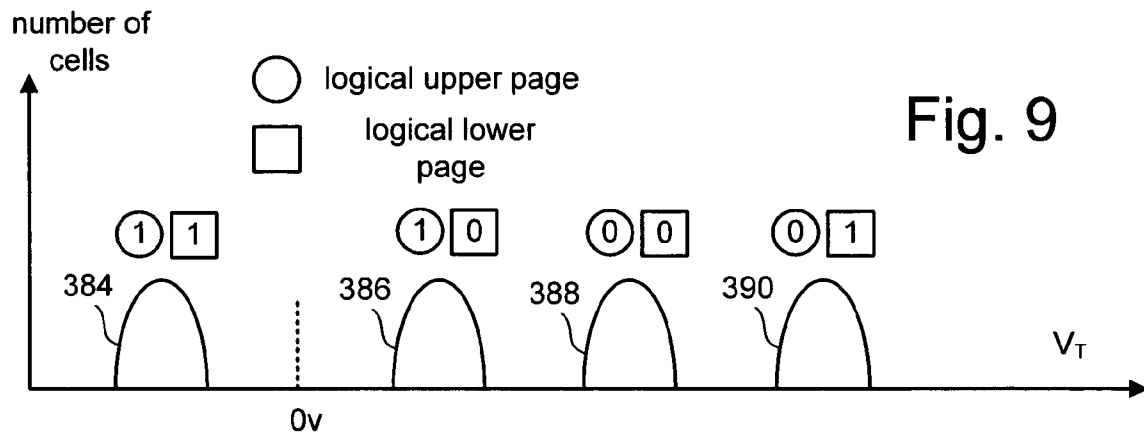 number of
cells
logical upper page
logical lower
page
Fig. 9
1 1
1 0
0 0
0 1
384
386
388
390
V_T
0v